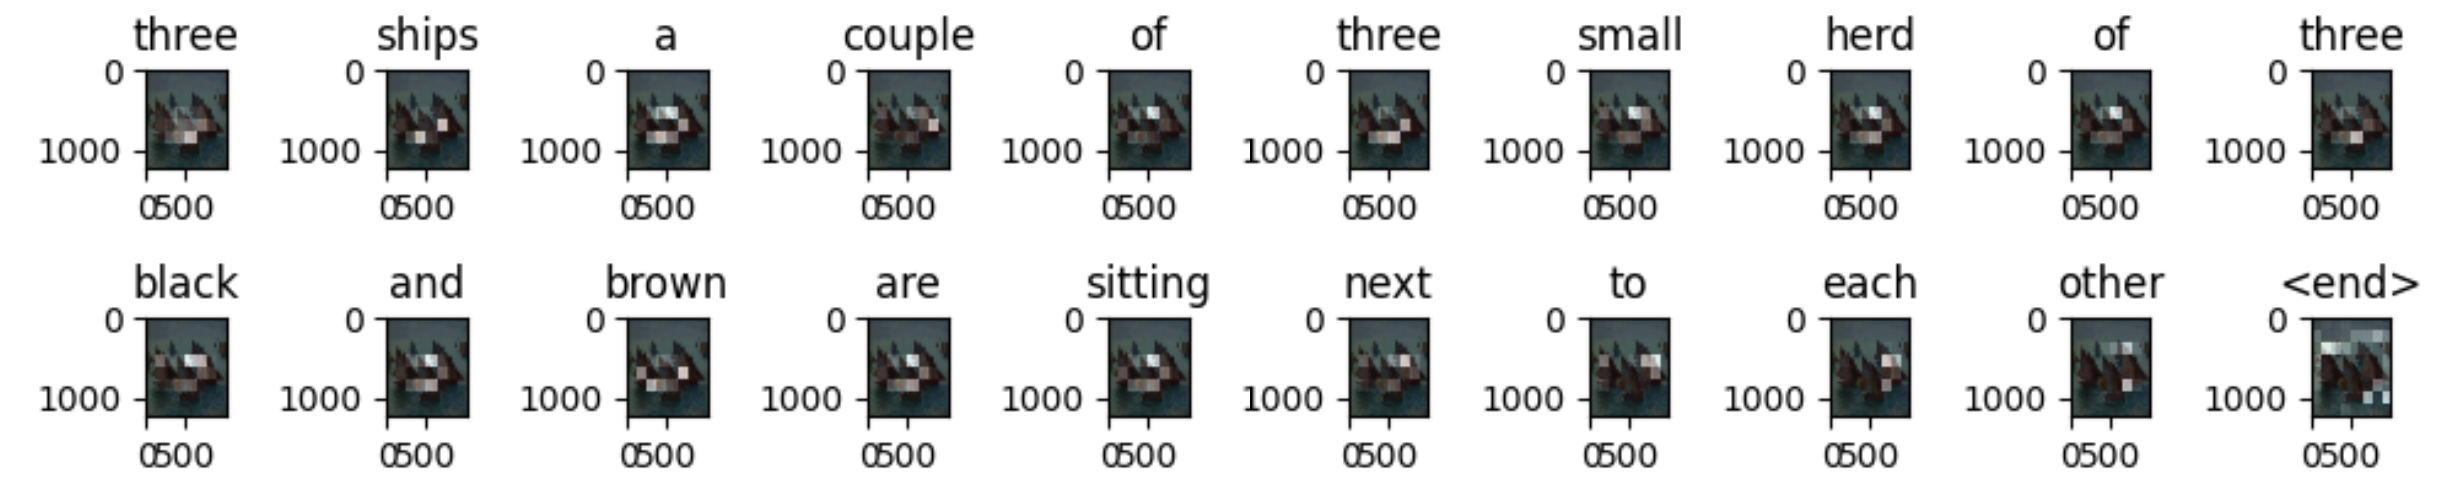 three ships a couple of three small herd of three
0 0 0 0 0 0 0 0 0 0
1000 1000 1000 1000 1000 1000 1000 1000 1000 1000
0500 0500 0500 0500 0500 0500 0500 0500 0500 0500
black and brown are sitting next to each other <end>
0 0 0 0 0 0 0 0 0 0
1000 1000 1000 1000 1000 1000 1000 1000 1000 1000
0500 0500 0500 0500 0500 0500 0500 0500 0500 0500